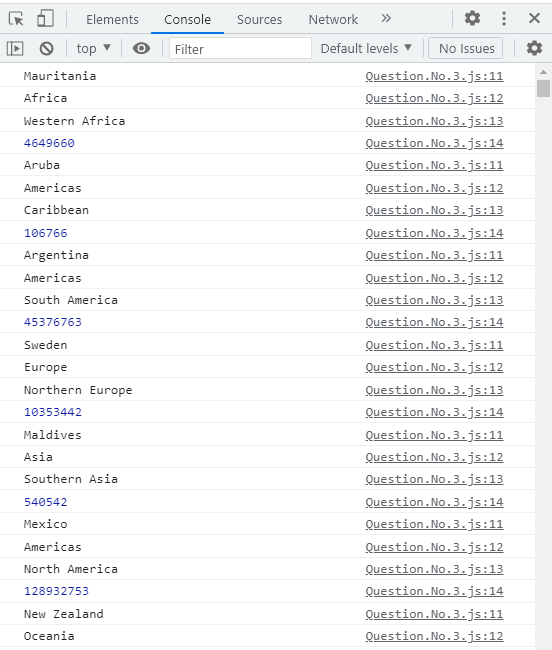 Elements Console Sources Network »
top ▼ Filter Default levels ▼ No Issues
Mauritania Question.No.3.js:11
Africa Question.No.3.js:12
Western Africa Question.No.3.js:13
4649660 Question.No.3.js:14
Aruba Question.No.3.js:11
Americas Question.No.3.js:12
Caribbean Question.No.3.js:13
106766 Question.No.3.js:14
Argentina Question.No.3.js:11
Americas Question.No.3.js:12
South America Question.No.3.js:13
45376763 Question.No.3.js:14
Sweden Question.No.3.js:11
Europe Question.No.3.js:12
Northern Europe Question.No.3.js:13
10353442 Question.No.3.js:14
Maldives Question.No.3.js:11
Asia Question.No.3.js:12
Southern Asia Question.No.3.js:13
540542 Question.No.3.js:14
Mexico Question.No.3.js:11
Americas Question.No.3.js:12
North America Question.No.3.js:13
128932753 Question.No.3.js:14
New Zealand Question.No.3.js:11
Oceania Question.No.3.js:12